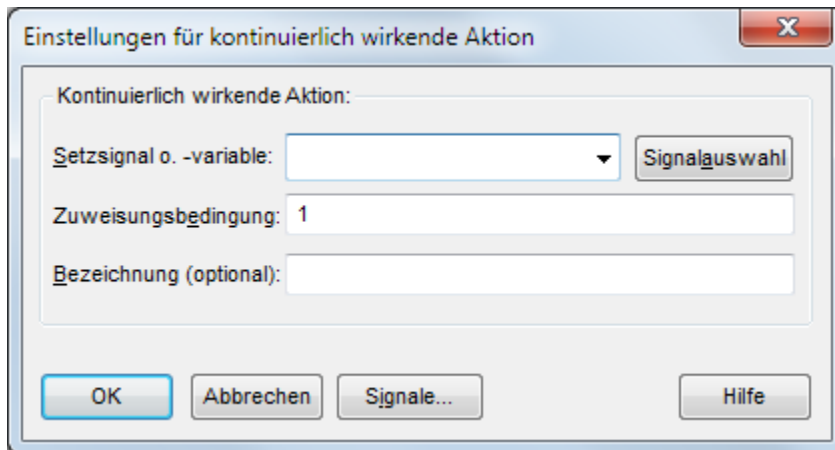 Einstellungen für kontinuierlich wirkende Aktion
Kontinuierlich wirkende Aktion:
Setzsignal o. -variable: Signalauswahl
Zuweisungsbedingung: 1
Bezeichnung (optional):
OK Abbrechen Signale... Hilfe